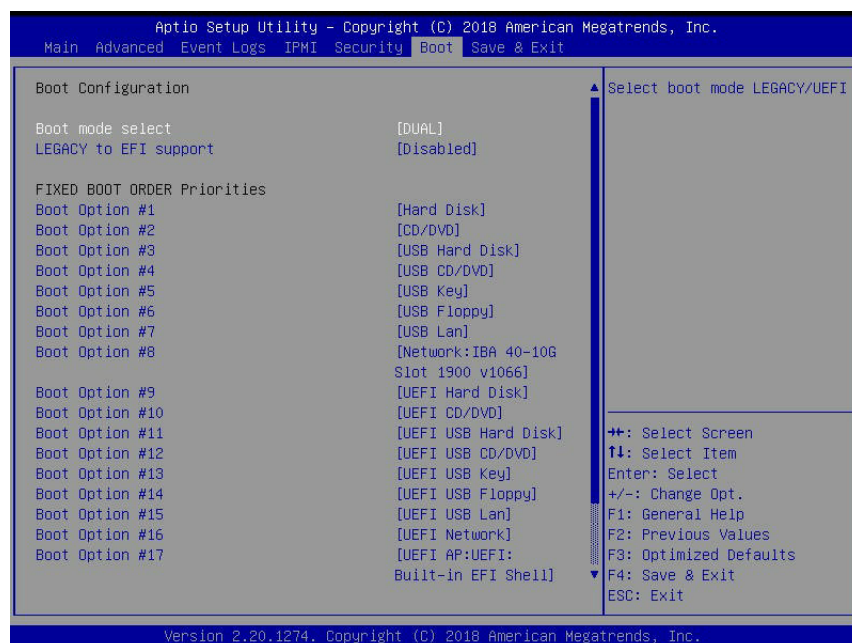 Aptio Setup Utility - Copyright (C) 2018 American Megatrends, Inc.
Main Advanced Event Logs IPMI Security Boot Save & Exit
Boot Configuration
Boot mode select [DUAL]
LEGACY to EFI support [Disabled]
FIXED BOOT ORDER Priorities
Boot Option #1 [Hard Disk]
Boot Option #2 [CD/DVD]
Boot Option #3 [USB Hard Disk]
Boot Option #4 [USB CD/DVD]
Boot Option #5 [USB Key]
Boot Option #6 [USB Floppy]
Boot Option #7 [USB Lan]
Boot Option #8 [Network:IBA 40-10G
Slot 1900 v1066]
Boot Option #9 [UEFI Hard Disk]
Boot Option #10 [UEFI CD/DVD]
Boot Option #11 [UEFI USB Hard Disk]
Boot Option #12 [UEFI USB CD/DVD]
Boot Option #13 [UEFI USB Key]
Boot Option #14 [UEFI USB Floppy]
Boot Option #15 [UEFI USB Lan]
Boot Option #16 [UEFI Network]
Boot Option #17 [UEFI AP:UEFI:
Built-in EFI Shell]
Select boot mode LEGACY/UEFI
→←: Select Screen
↑↓: Select Item
Enter: Select
+/-: Change Opt.
F1: General Help
F2: Previous Values
F3: Optimized Defaults
F4: Save & Exit
ESC: Exit
Version 2.20.1274. Copyright (C) 2018 American Megatrends, Inc.